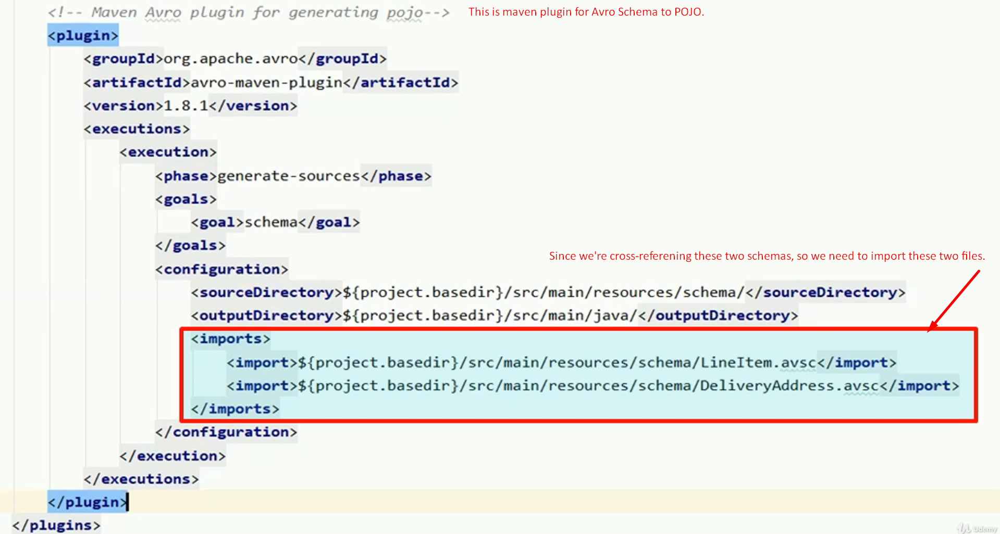 <!-- Maven Avro plugin for generating pojo--> This is maven plugin for Avro Schema to POJO.
<plugin>
<groupId>org.apache.avro</groupId>
<artifactId>avro-maven-plugin</artifactId>
<version>1.8.1</version>
<executions>
<execution>
<phase>generate-sources</phase>
<goals>
<goal>schema</goal>
</goals>
Since we're cross-referening these two schemas, so we need to import these two files.
<configuration>
<sourceDirectory>${project.basedir}/src/main/resources/schema/</sourceDirectory>
<outputDirectory>${project.basedir}/src/main/java/</outputDirectory>
<imports>
<import>${project.basedir}/src/main/resources/schema/LineItem.avsc</import>
<import>${project.basedir}/src/main/resources/schema/DeliveryAddress.avsc</import>
</imports>
</configuration>
</execution>
</executions>
</plugin>
</plugins>
Udemy